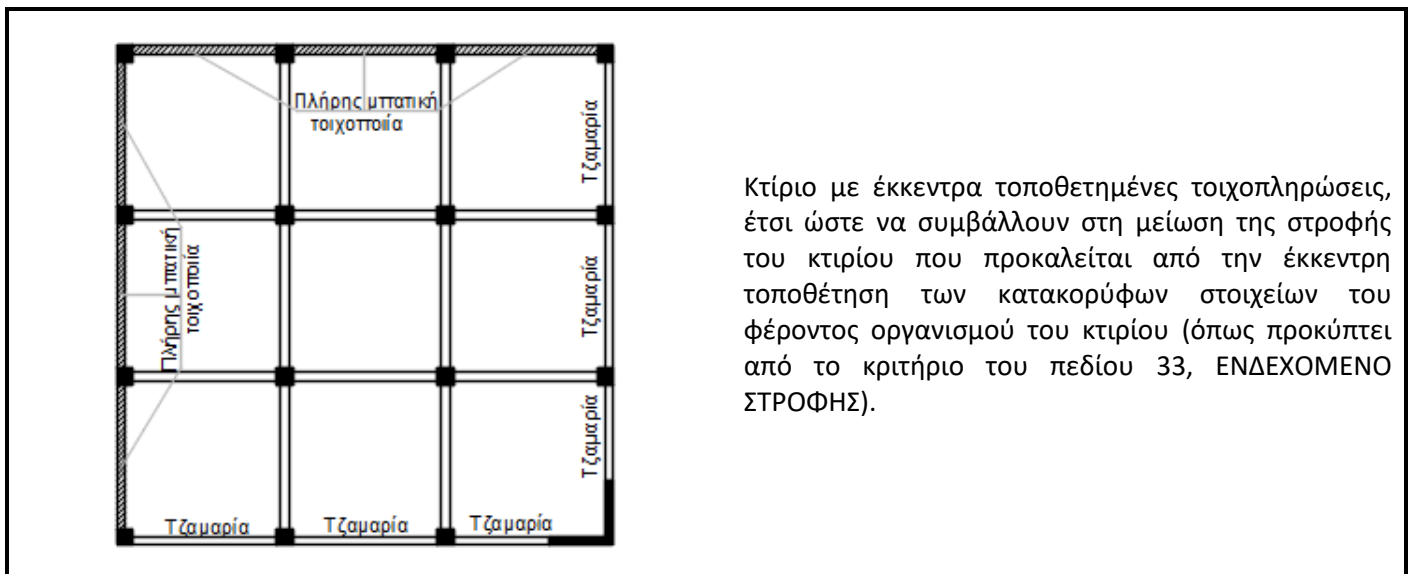 Πλήρης μπατική
τοιχοποιία
Τζαμαρία
Πλήρης μπατική
τοιχοποιία
Τζαμαρία
Τζαμαρία
Τζαμαρία
Τζαμαρία
Τζαμαρία
Κτίριο με έκκεντρα τοποθετημένες τοιχοπληρώσεις,
έτσι ώστε να συμβάλλουν στη μείωση της στροφής
του κτιρίου που προκαλείται από την έκκεντρη
τοποθέτηση των κατακορύφων στοιχείων του
φέροντος οργανισμού του κτιρίου (όπως προκύπτει
από το κριτήριο του πεδίου 33, ΕΝΔΕΧΟΜΕΝΟ
ΣΤΡΟΦΗΣ).